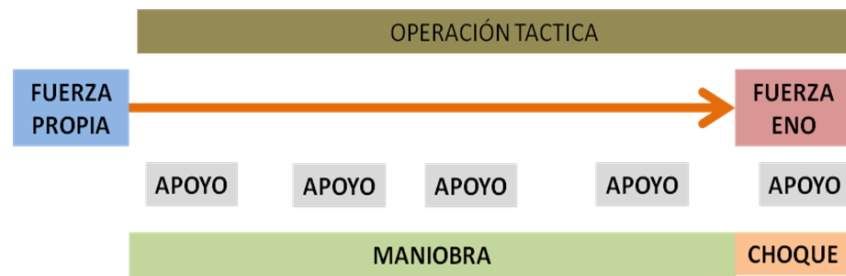 OPERACIÓN TACTICA
FUERZA
PROPIA
FUERZA
ENO
APOYO
APOYO
APOYO
APOYO
APOYO
MANIOBRA
CHOQUE